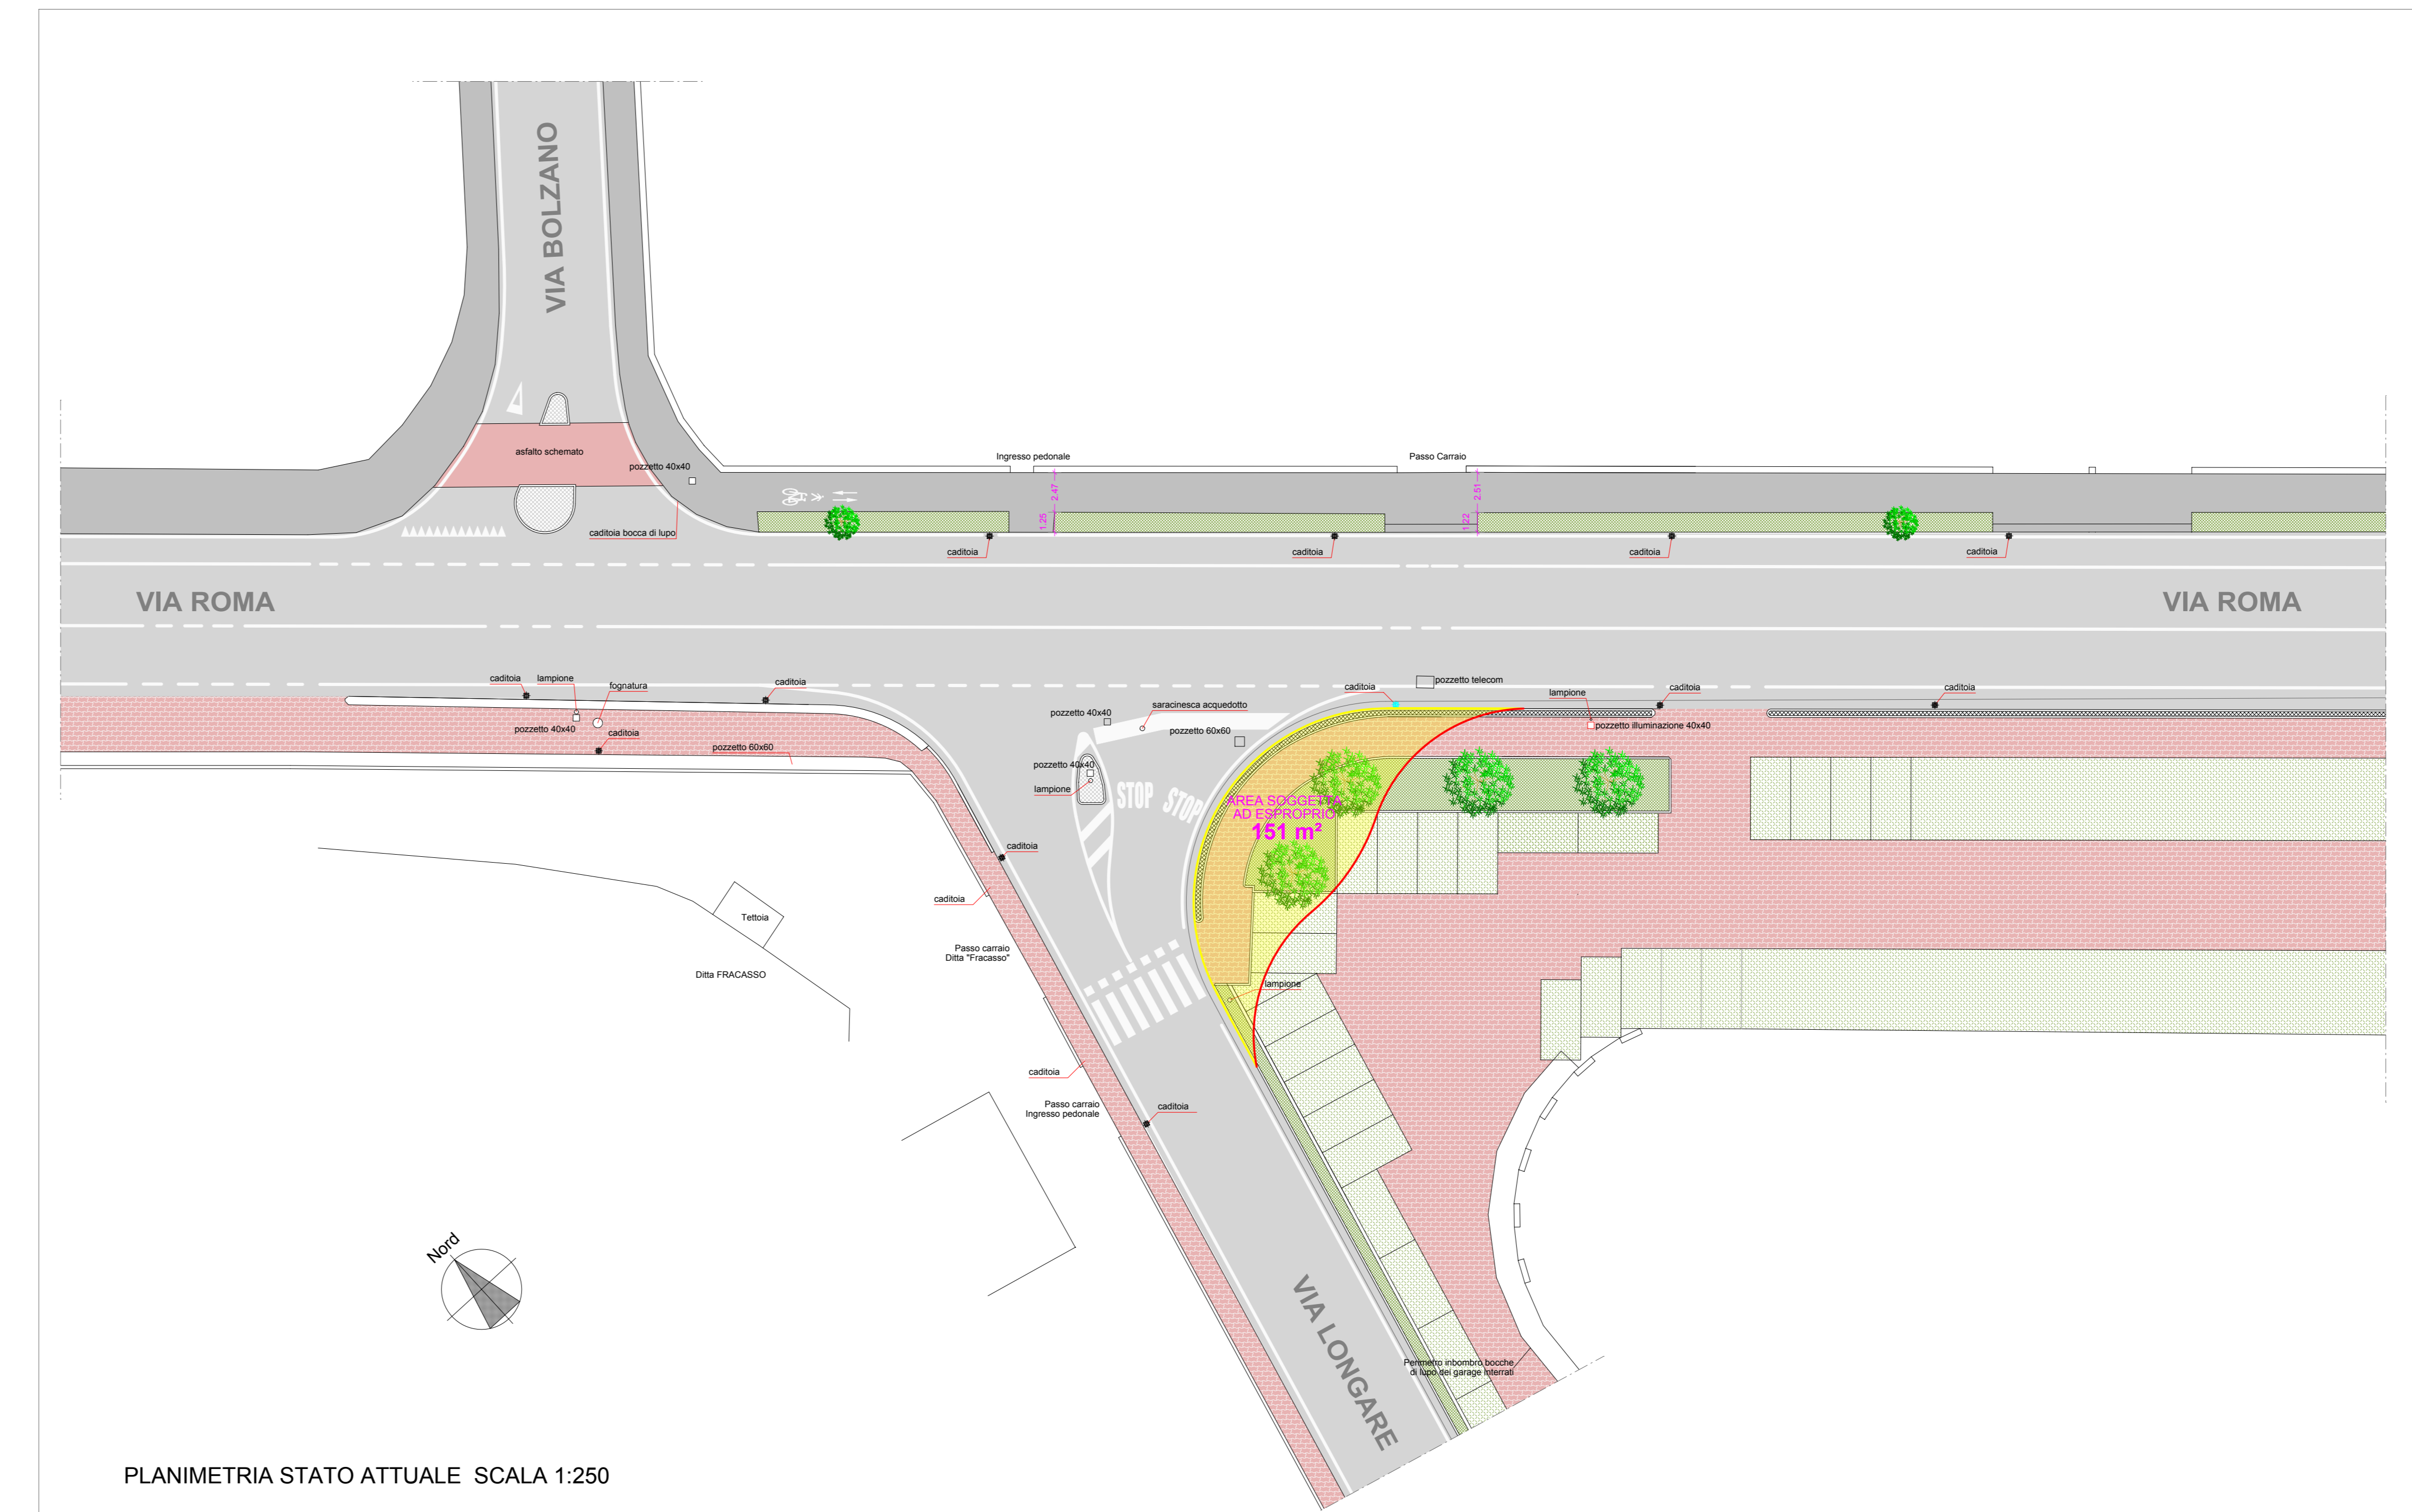 VIA BOLZANO
asfalto schemato
pozzetto 40x40
Ingresso pedonale
Passo Carraio
2.47
1.25
2.51
1.22
caditoia bocca di lupo
caditoia
caditoia
caditoia
caditoia
VIA ROMA
VIA ROMA
caditoia
lampione
fognatura
caditoia
pozzetto 40x40
caditoia
pozzetto 60x60
pozzetto 40x40
saracinesca acquedotto
pozzetto 60x60
pozzetto 40x40
lampione
STOP
STOP
caditoia
pozzetto telecom
lampione
caditoia
pozzetto illuminazione 40x40
caditoia
AREA SOGGETTA
AD ESPROPRIO
151 m²
caditoia
caditoia
Tettoia
Ditta FRACASSO
Passo carraio
Ditta "Fracasso"
lampione
caditoia
Passo carraio
Ingresso pedonale
caditoia
Nord
VIA LONGARE
Perimetro inbombro bocche
di lupo dei garage interrati
PLANIMETRIA STATO ATTUALE SCALA 1:250